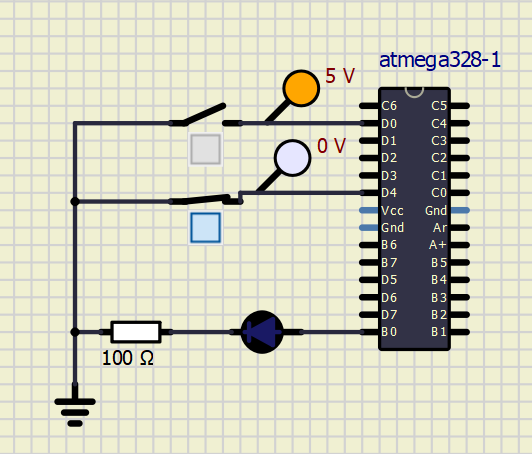 atmega328-1
5 V
0 V
C6 C5
D0 C4
D1 C3
D2 C2
D3 C1
D4 C0
Vcc Gnd
Gnd Ar
B6 A+
B7 B5
D5 B4
D6 B3
D7 B2
B0 B1
100 Ω